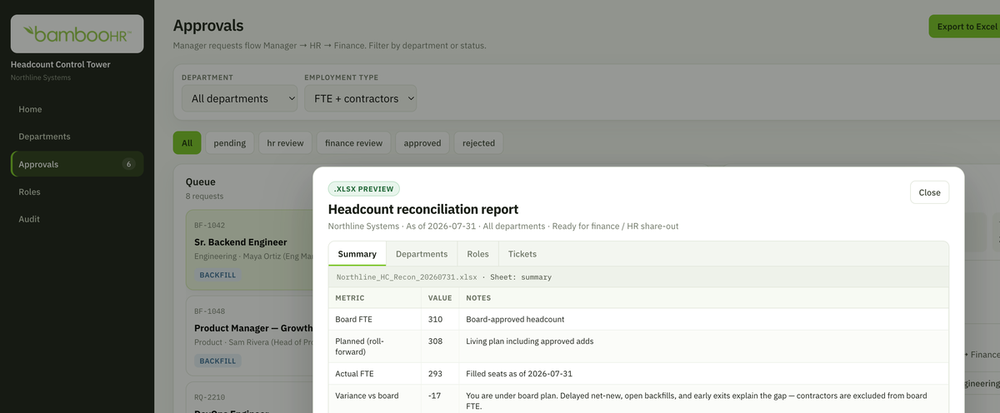 bambooHR™
Headcount Control Tower
Northline Systems
Home
Departments
Approvals 6
Roles
Audit
Approvals
Manager requests flow Manager → HR → Finance. Filter by department or status.
Export to Excel
DEPARTMENT EMPLOYMENT TYPE
All departments FTE + contractors
All pending hr review finance review approved rejected
Queue
8 requests
BF-1042
Sr. Backend Engineer
Engineering · Maya Ortiz (Eng
BACKFILL
BF-1048
Product Manager — Growth
Product · Sam Rivera (Head of
BACKFILL
RQ-2210
DevOps Engineer
.XLSX PREVIEW
Headcount reconciliation report
Northline Systems · As of 2026-07-31 · All departments · Ready for finance / HR share-out
Close
Summary Departments Roles Tickets
Northline_HC_Recon_20260731.xlsx · Sheet: summary
METRIC VALUE NOTES
Board FTE 310 Board-approved headcount
Planned (roll-
forward) 308 Living plan including approved adds
Actual FTE 293 Filled seats as of 2026-07-31
Variance vs board -17 You are under board plan. Delayed net-new, open backfills, and early exits explain the gap — contractors are excluded from board
FTE.
Finance